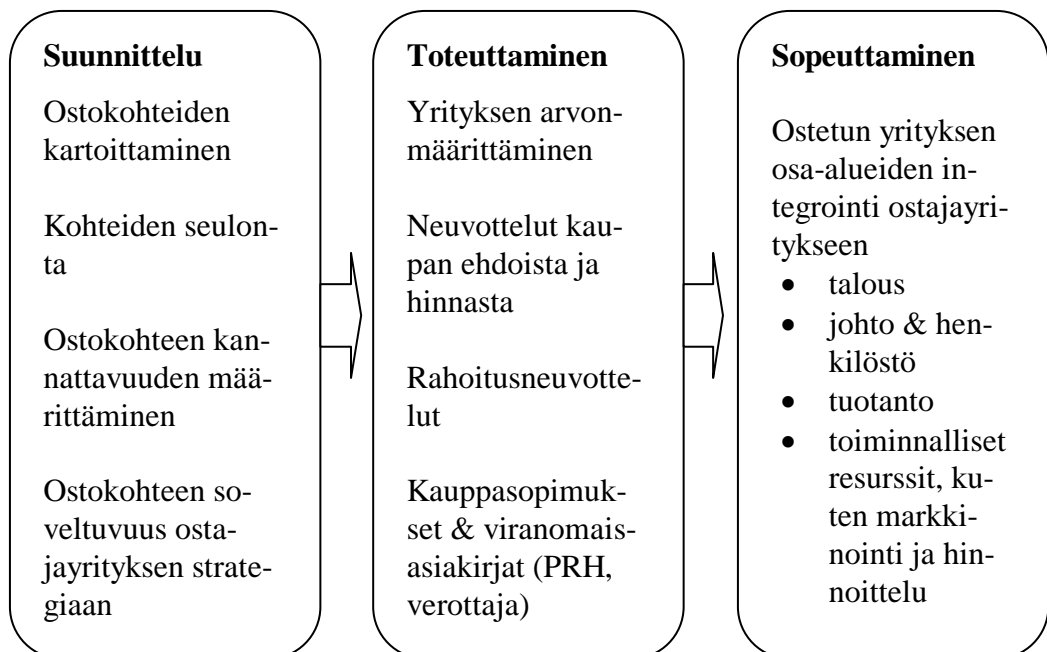 Suunnittelu
Ostokohteiden
kartoittaminen
Kohteiden seulon-
ta
Ostokohteen kan-
nattavuuden mää-
rittäminen
Ostokohteen so-
veltuvuus osta-
jayrityksen strate-
giaan
Toteuttaminen
Yrityksen arvon-
määrittäminen
Neuvottelut kau-
pan ehdoista ja
hinnasta
Rahoitusneuvotte-
lut
Kauppasopimuk-
set & viranomais-
asiakirjat (PRH,
verottaja)
Sopeuttaminen
Ostetun yrityksen
osa-alueiden in-
tegrointi ostajayri-
tykseen
• talous
• johto & hen-
kilöstö
• tuotanto
• toiminnalliset
resurssit, ku-
ten markki-
nointi ja hin-
noittelu